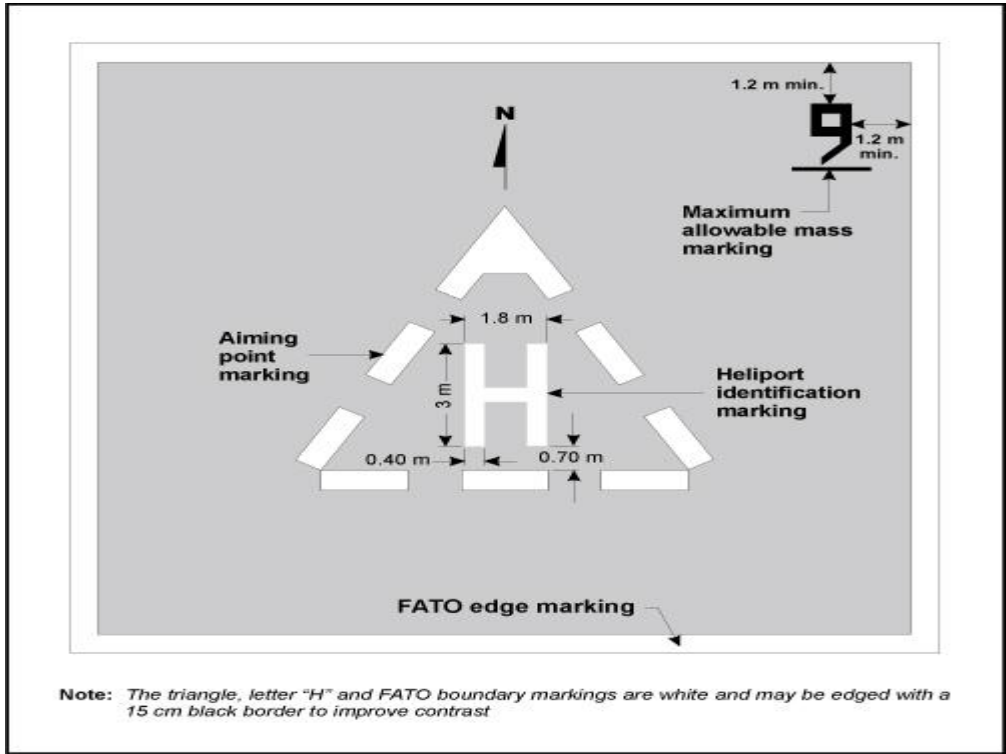 1.2 m min.
N
9
1.2 m
min.
Maximum
allowable mass
marking
1.8 m
Aiming
point
marking
3 m
H
Heliport
identification
marking
0.40 m
0.70 m
FATO edge marking
Note: The triangle, letter “H” and FATO boundary markings are white and may be edged with a
15 cm black border to improve contrast